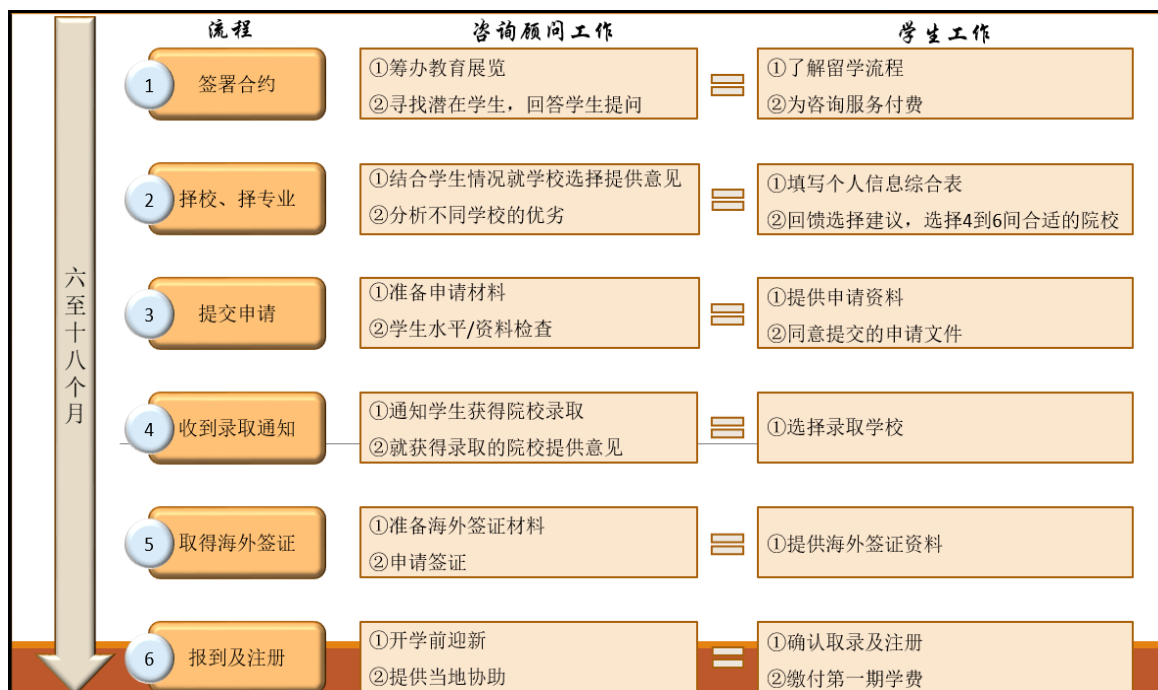 流程
咨询顾问工作
学生工作
六至十八个月
1
签署合约
①筹办教育展览
②寻找潜在学生，回答学生提问
①了解留学流程
②为咨询服务付费
2
择校、择专业
①结合学生情况就学校选择提供意见
②分析不同学校的优劣
①填写个人信息综合表
②回馈选择建议，选择4到6间合适的院校
3
提交申请
①准备申请材料
②学生水平/资料检查
①提供申请资料
②同意提交的申请文件
4
收到录取通知
①通知学生获得院校录取
②就获得录取的院校提供意见
①选择录取学校
5
取得海外签证
①准备海外签证材料
②申请签证
①提供海外签证资料
6
报到及注册
①开学前迎新
②提供当地协助
①确认取录及注册
②缴付第一期学费